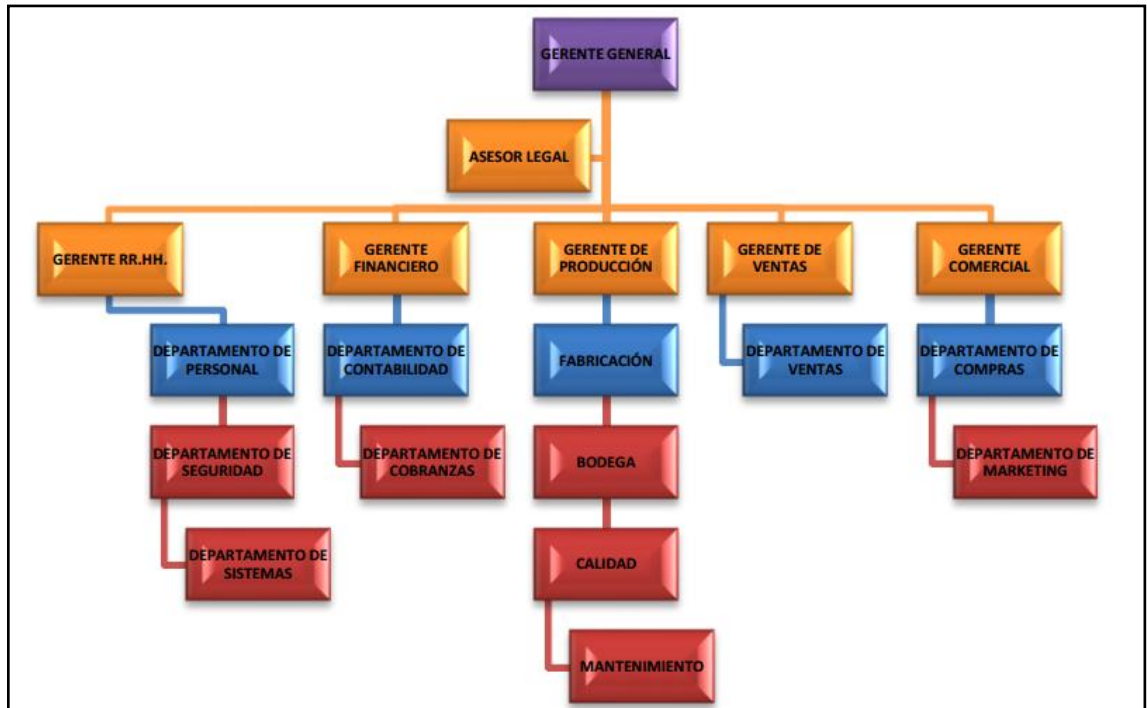 GERENTE GENERAL
ASESOR LEGAL
GERENTE RR.HH.
GERENTE
FINANCIERO
GERENTE DE
PRODUCCIÓN
GERENTE DE
VENTAS
GERENTE
COMERCIAL
DEPARTAMENTO DE
PERSONAL
DEPARTAMENTO DE
CONTABILIDAD
FABRICACIÓN
DEPARTAMENTO DE
VENTAS
DEPARTAMENTO DE
COMPRAS
DEPARTAMENTO DE
SEGURIDAD
DEPARTAMENTO DE
COBRANZAS
BODEGA
DEPARTAMENTO DE
MARKETING
DEPARTAMENTO DE
SISTEMAS
CALIDAD
MANTENIMIENTO